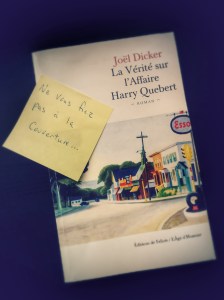 Joël Dicker
La Vérité sur
l'Affaire
Harry Quebert
ROMAN
Ne vous fiez
pas à la
Couverture...
Esso
Éditions de Fallois / L'Âge d'Homme